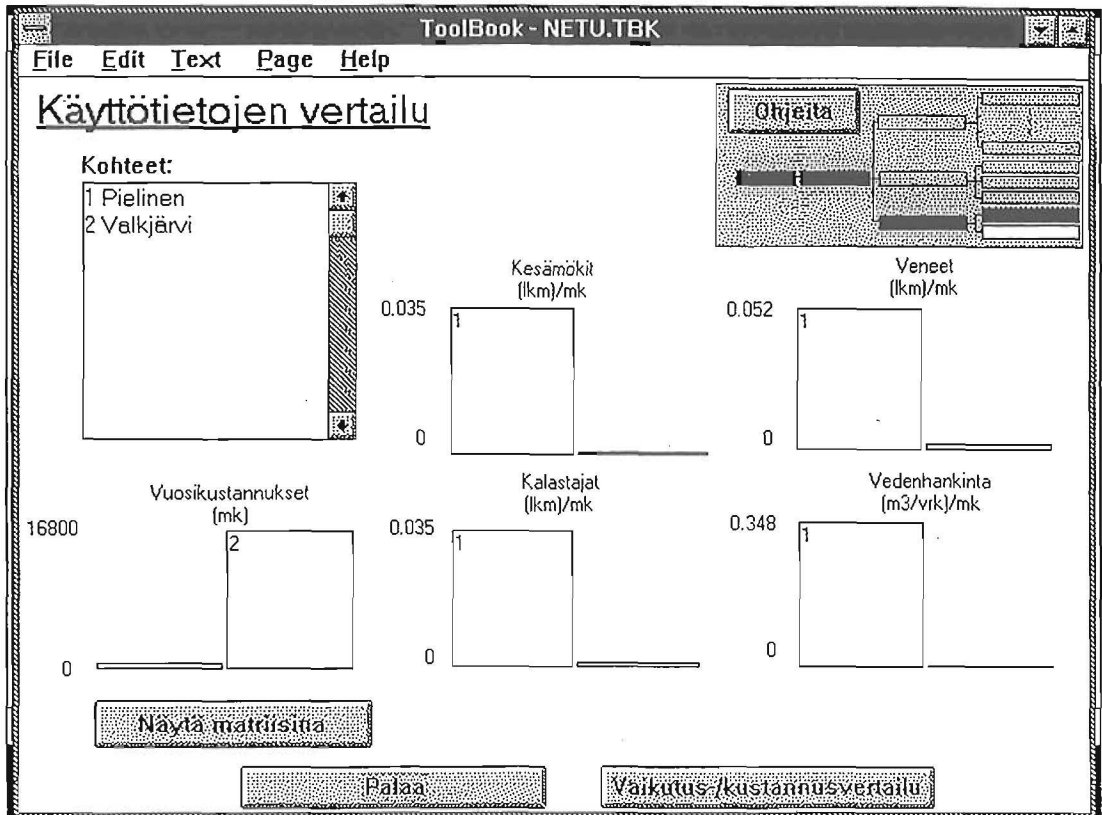 ToolBook - NETU.TBK
File Edit Text Page Help
Käyttötietojen vertailu
Ohjeita
Kohteet:
1 Pielinen
2 Valkjärvi
Kesämökit
(lkm)/mk
0.035
1
0
Veneet
(lkm)/mk
0.052
1
0
Vuosikustannukset
(mk)
16800
2
0
Kalastajat
(lkm)/mk
0.035
1
0
Vedenhankinta
(m3/vrk)/mk
0.348
1
0
Näytä matriisina
Palaa
Vaikutus-/kustannusvertailu